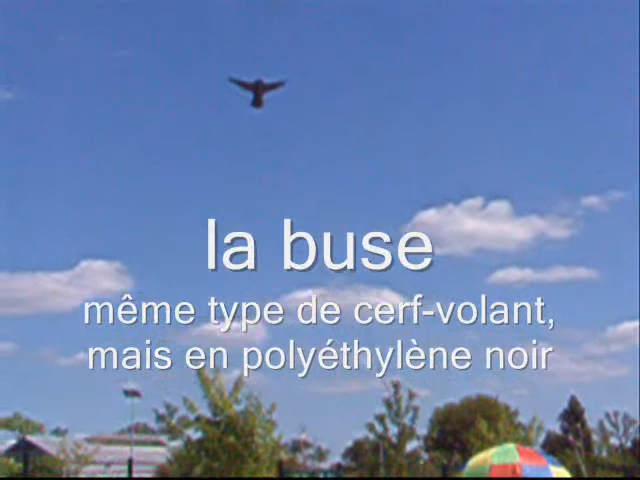 la buse
même type de cerf-volant,
mais en polyéthylène noir